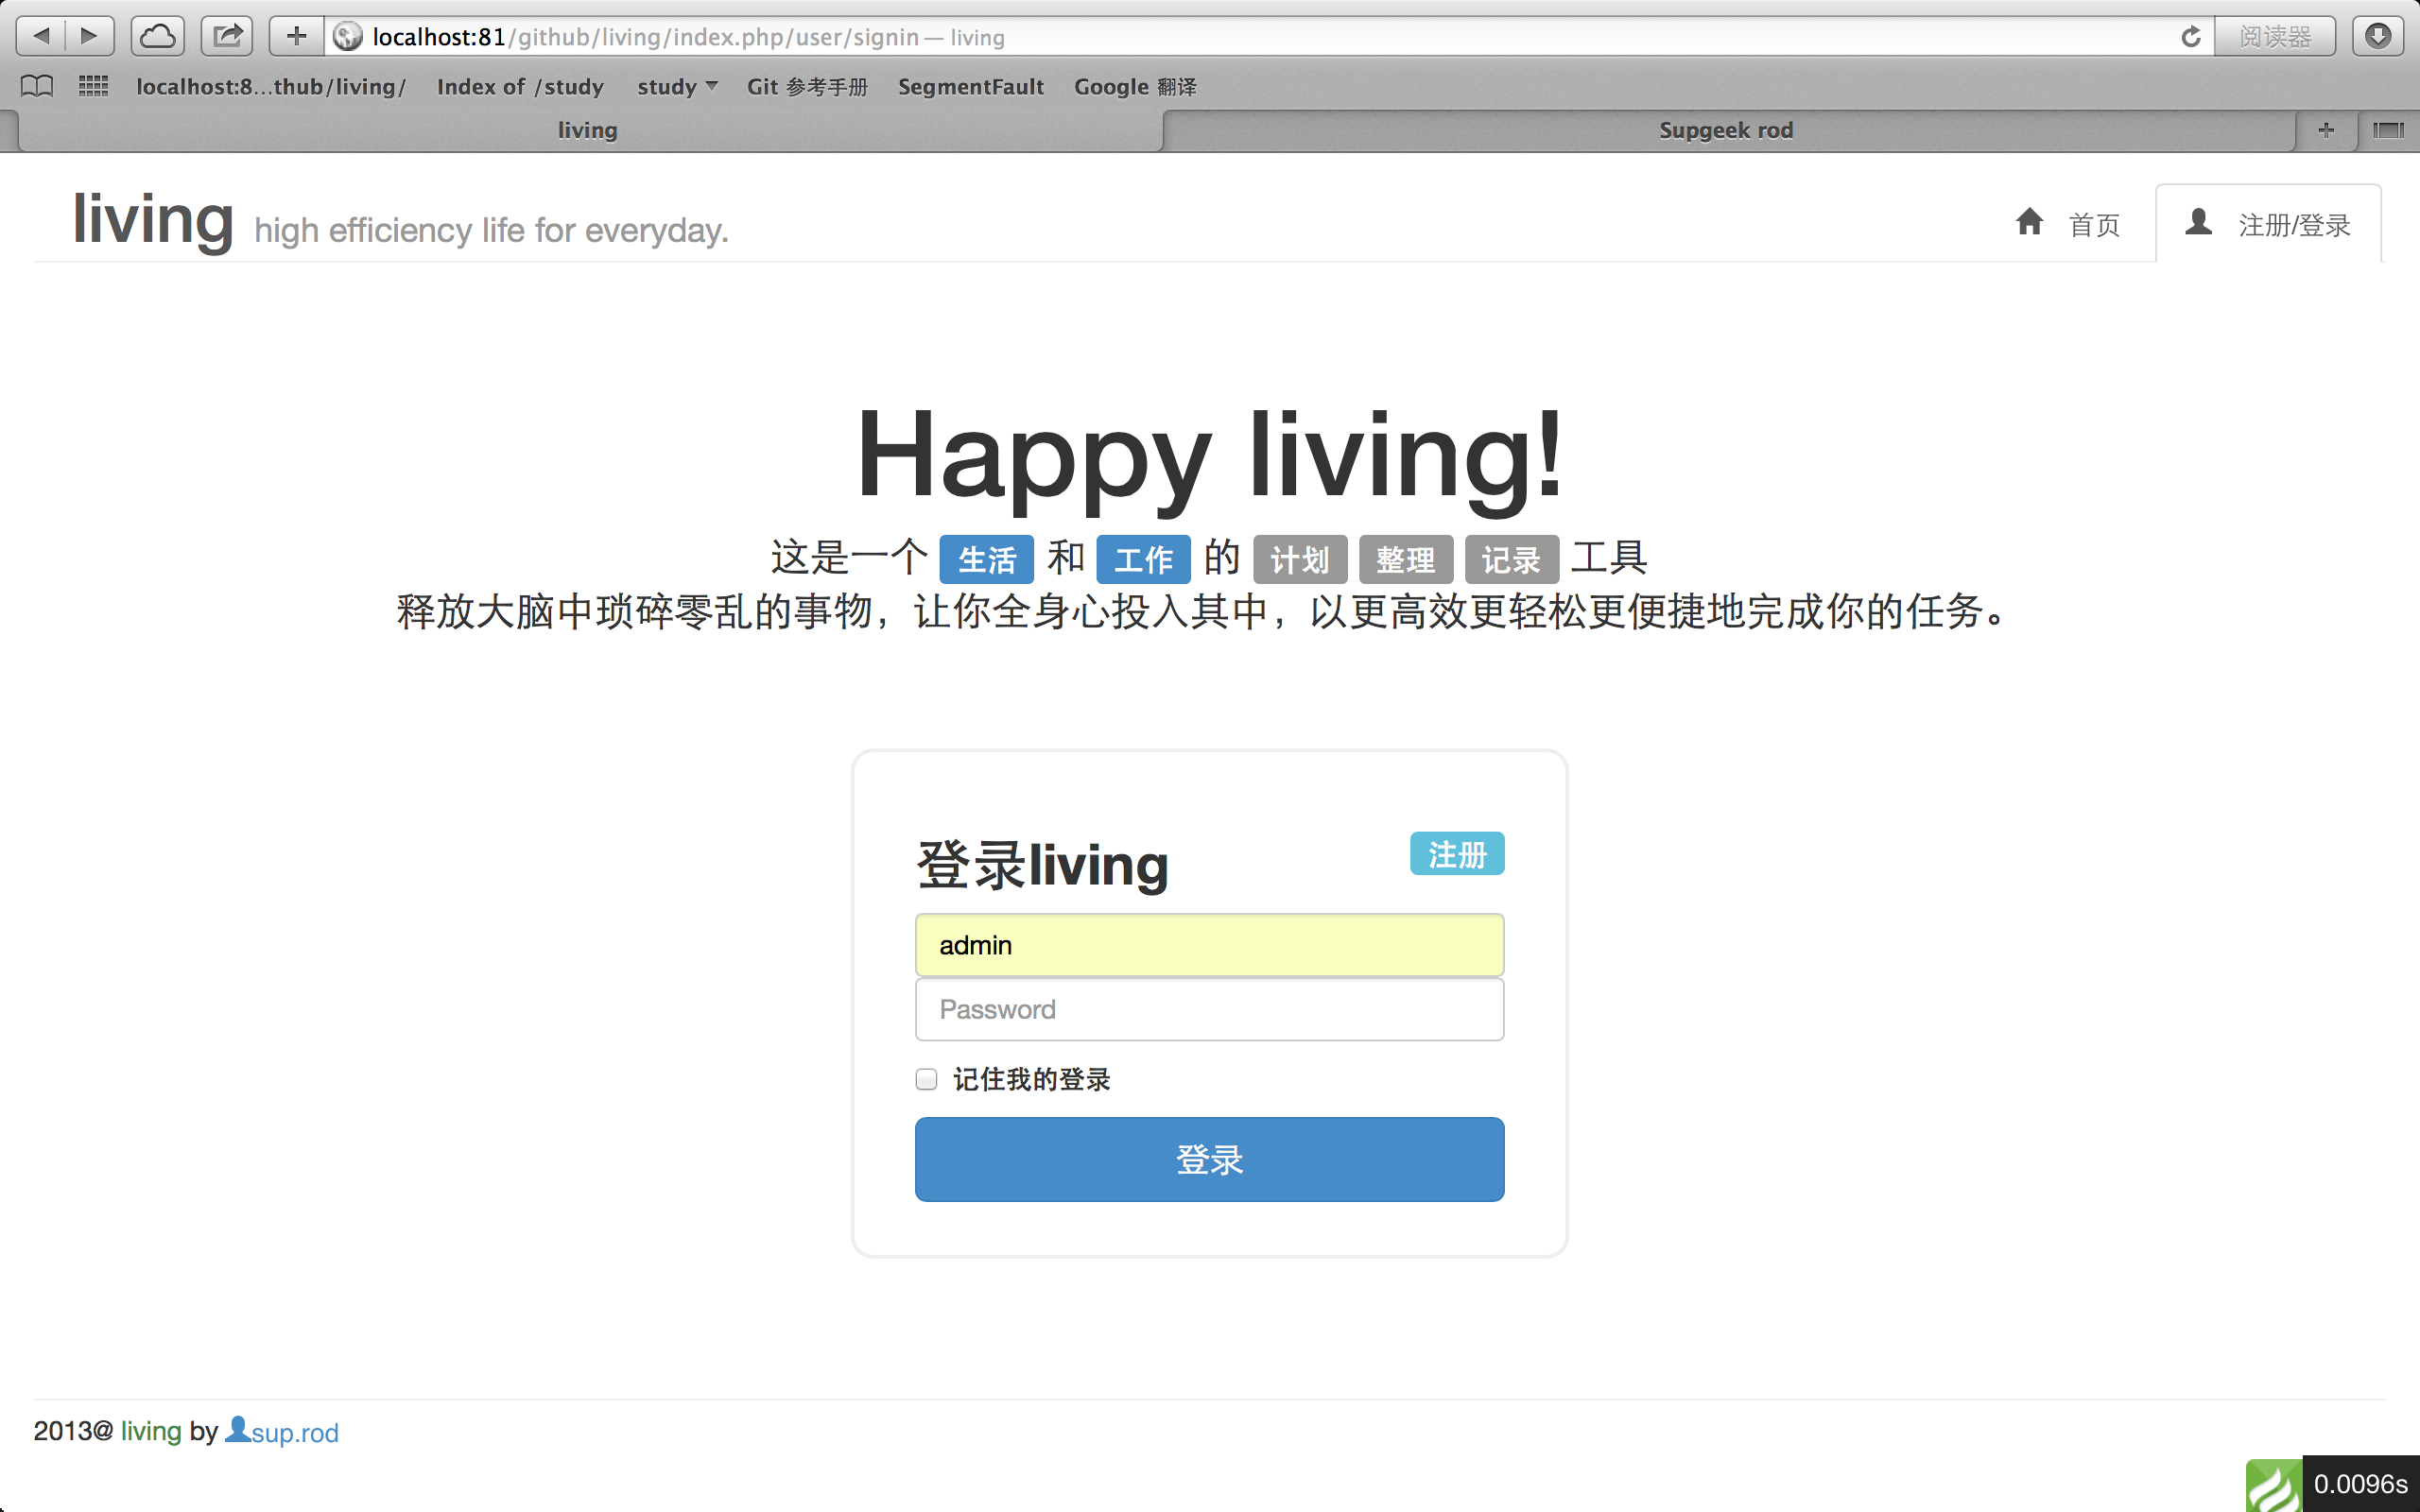 localhost:81/github/living/index.php/user/signin — living
阅读器
localhost:8...thub/living/ Index of /study study Git 参考手册 SegmentFault Google 翻译
living Supgeek rod
living high efficiency life for everyday. 首页 注册/登录
Happy living!
这是一个 生活 和 工作 的 计划 整理 记录 工具
释放大脑中琐碎零乱的事物，让你全身心投入其中，以更高效更轻松更便捷地完成你的任务。
登录living 注册
admin
Password
记住我的登录
登录
2013@ living by sup.rod
0.0096s